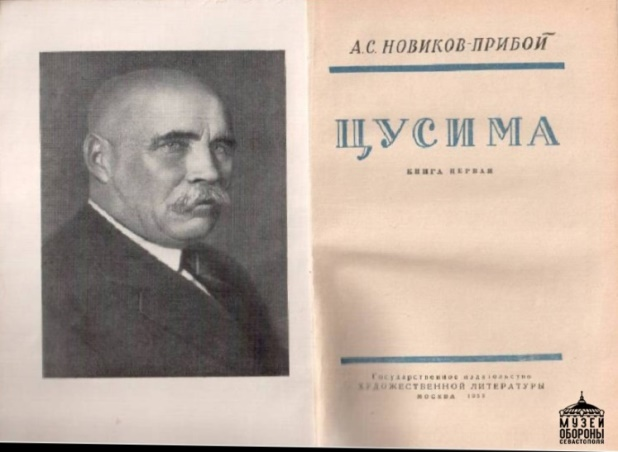 А.С. НОВИКОВ-ПРИБОЙ
ЦУСИМА
КНИГА ПЕРВАЯ
Государственное издательство
ХУДОЖЕСТВЕННОЙ ЛИТЕРАТУРЫ
МОСКВА
МУЗЕЙ
ОБОРОНЫ
СЕВАСТОПОЛЯ